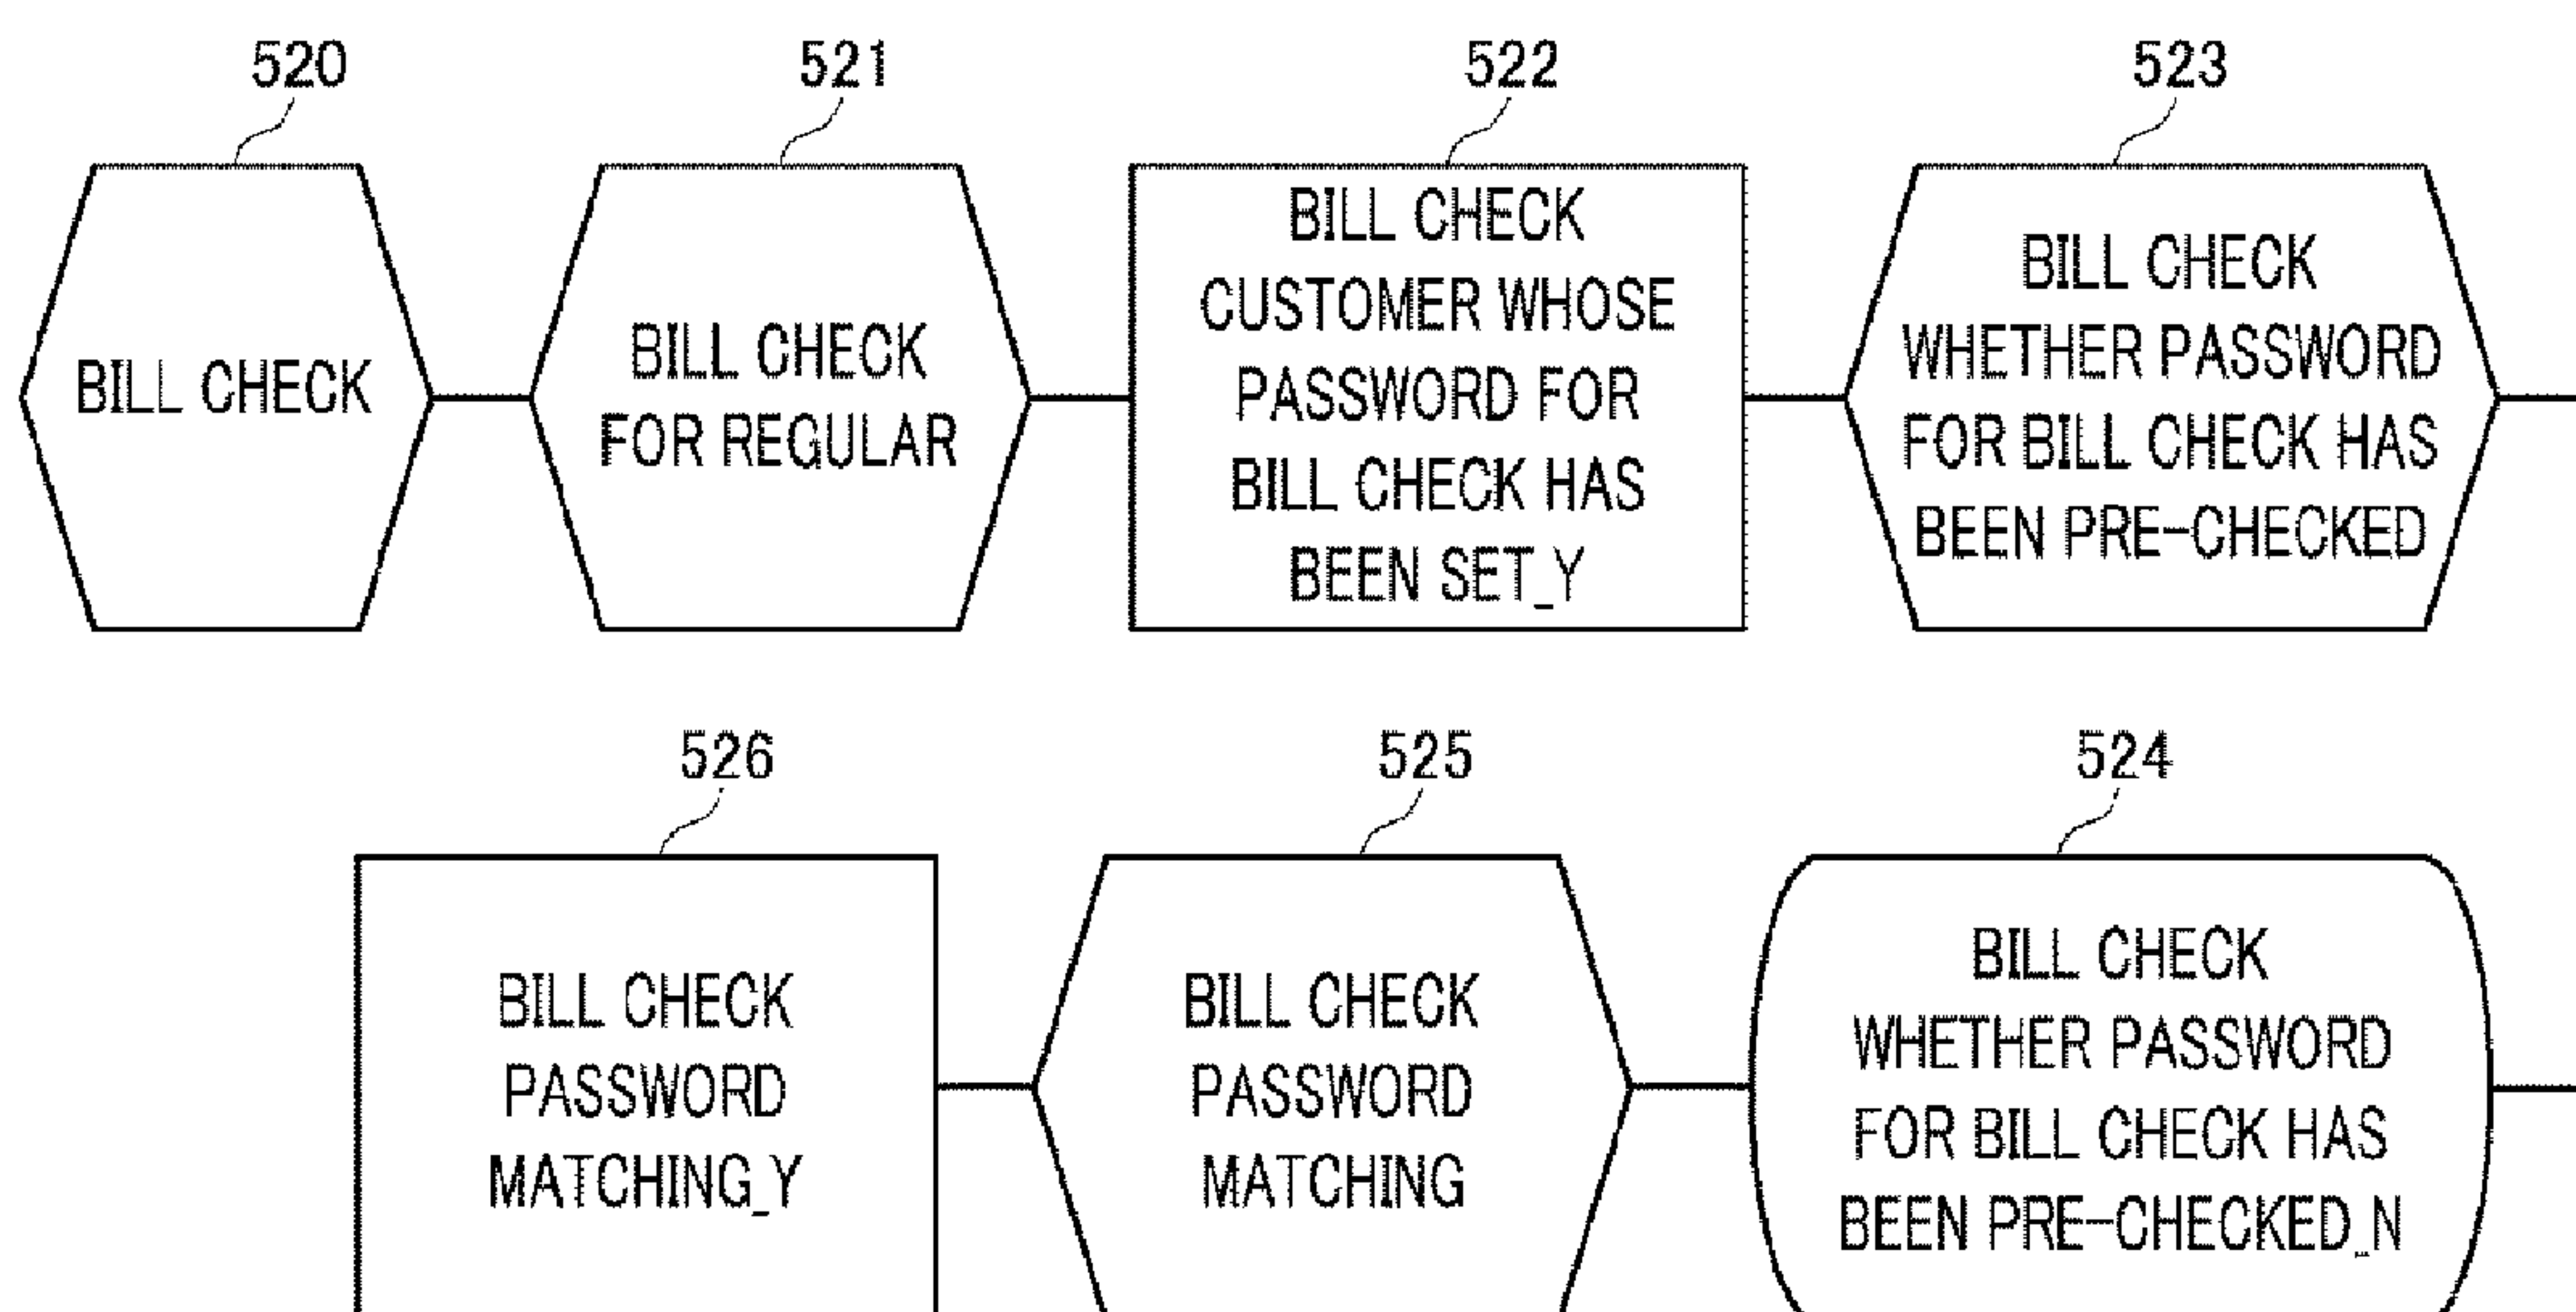 520
BILL CHECK
521
BILL CHECK
FOR REGULAR
522
BILL CHECK
CUSTOMER WHOSE
PASSWORD FOR
BILL CHECK HAS
BEEN SET_Y
523
BILL CHECK
WHETHER PASSWORD
FOR BILL CHECK HAS
BEEN PRE-CHECKED
526
BILL CHECK
PASSWORD
MATCHING_Y
525
BILL CHECK
PASSWORD
MATCHING
524
BILL CHECK
WHETHER PASSWORD
FOR BILL CHECK HAS
BEEN PRE-CHECKED_N